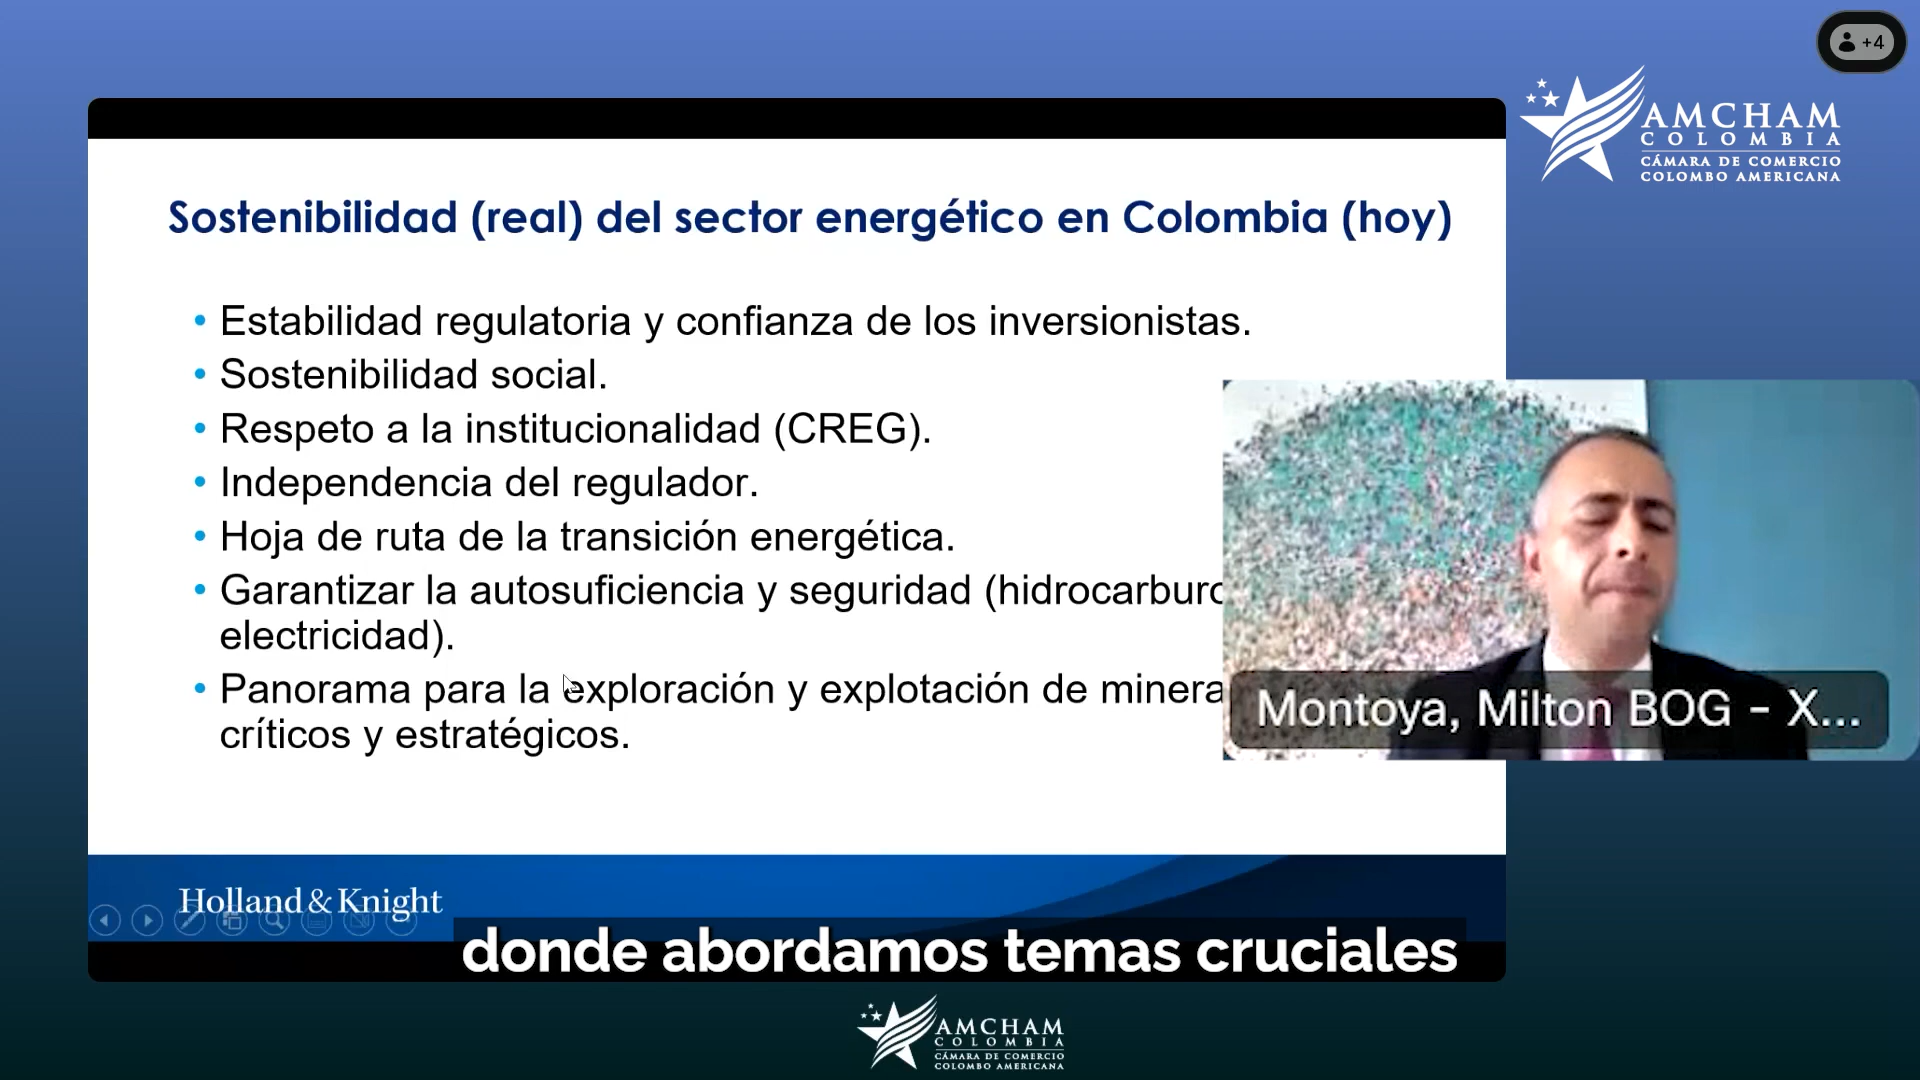 +4
AMCHAM
COLOMBIA
CÁMARA DE COMERCIO
COLOMBO AMERICANA
Sostenibilidad (real) del sector energético en Colombia (hoy)
• Estabilidad regulatoria y confianza de los inversionistas.
• Sostenibilidad social.
• Respeto a la institucionalidad (CREG).
• Independencia del regulador.
• Hoja de ruta de la transición energética.
• Garantizar la autosuficiencia y seguridad (hidrocarburo
electricidad).
• Panorama para la exploración y explotación de minera
críticos y estratégicos.
Montoya, Milton BOG - X...
Holland & Knight
donde abordamos temas cruciales
AMCHAM
COLOMBIA
CÁMARA DE COMERCIO
COLOMBO AMERICANA